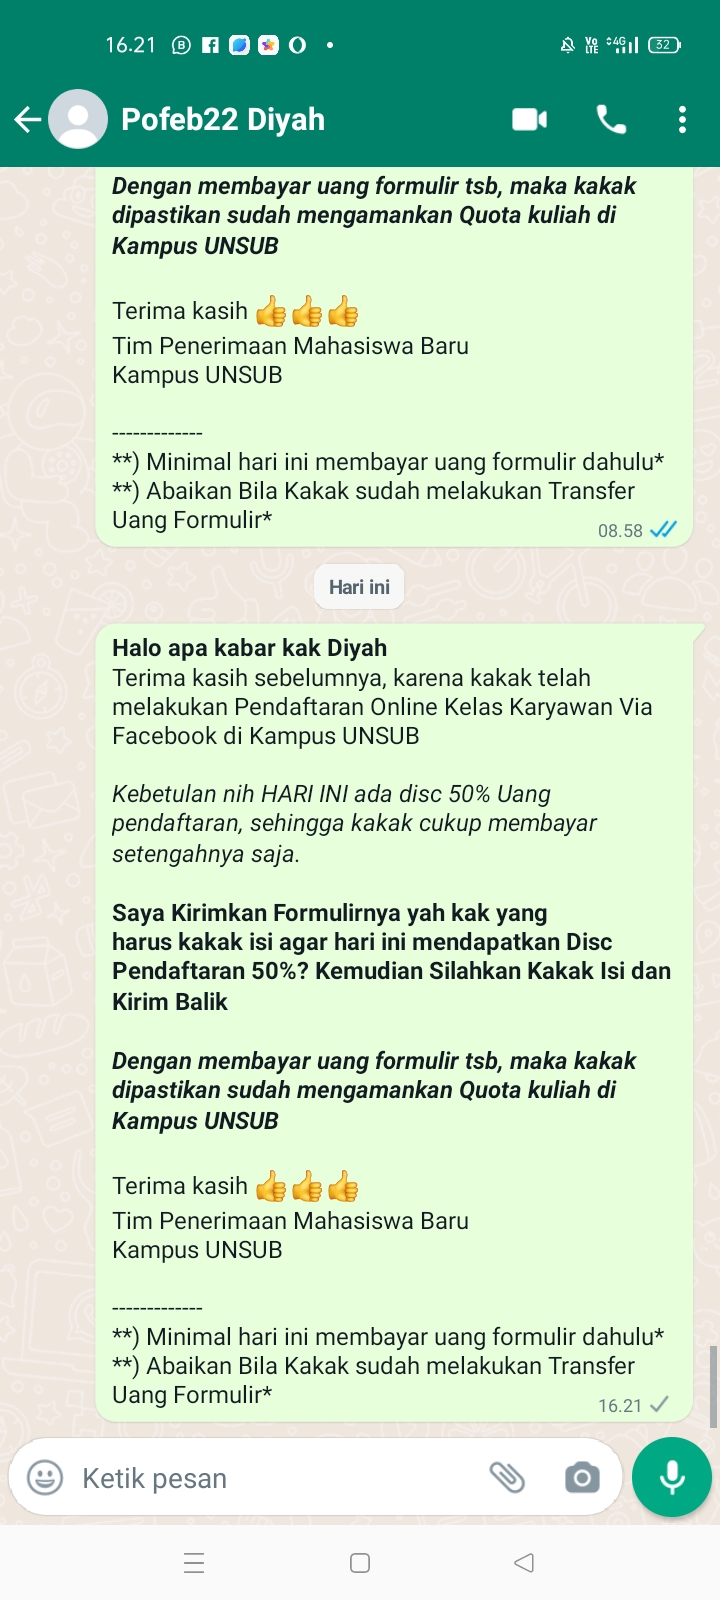 16.21
VoLTE 4G 32
Pofeb22 Diyah
Dengan membayar uang formulir tsb, maka kakak
dipastikan sudah mengamankan Quota kuliah di
Kampus UNSUB
Terima kasih 👍👍👍
Tim Penerimaan Mahasiswa Baru
Kampus UNSUB
-------------
**) Minimal hari ini membayar uang formulir dahulu*
**) Abaikan Bila Kakak sudah melakukan Transfer
Uang Formulir*
08.58
Hari ini
Halo apa kabar kak Diyah
Terima kasih sebelumnya, karena kakak telah
melakukan Pendaftaran Online Kelas Karyawan Via
Facebook di Kampus UNSUB
Kebetulan nih HARI INI ada disc 50% Uang
pendaftaran, sehingga kakak cukup membayar
setengahnya saja.
Saya Kirimkan Formulirnya yah kak yang
harus kakak isi agar hari ini mendapatkan Disc
Pendaftaran 50%? Kemudian Silahkan Kakak Isi dan
Kirim Balik
Dengan membayar uang formulir tsb, maka kakak
dipastikan sudah mengamankan Quota kuliah di
Kampus UNSUB
Terima kasih 👍👍👍
Tim Penerimaan Mahasiswa Baru
Kampus UNSUB
-------------
**) Minimal hari ini membayar uang formulir dahulu*
**) Abaikan Bila Kakak sudah melakukan Transfer
Uang Formulir*
16.21
Ketik pesan